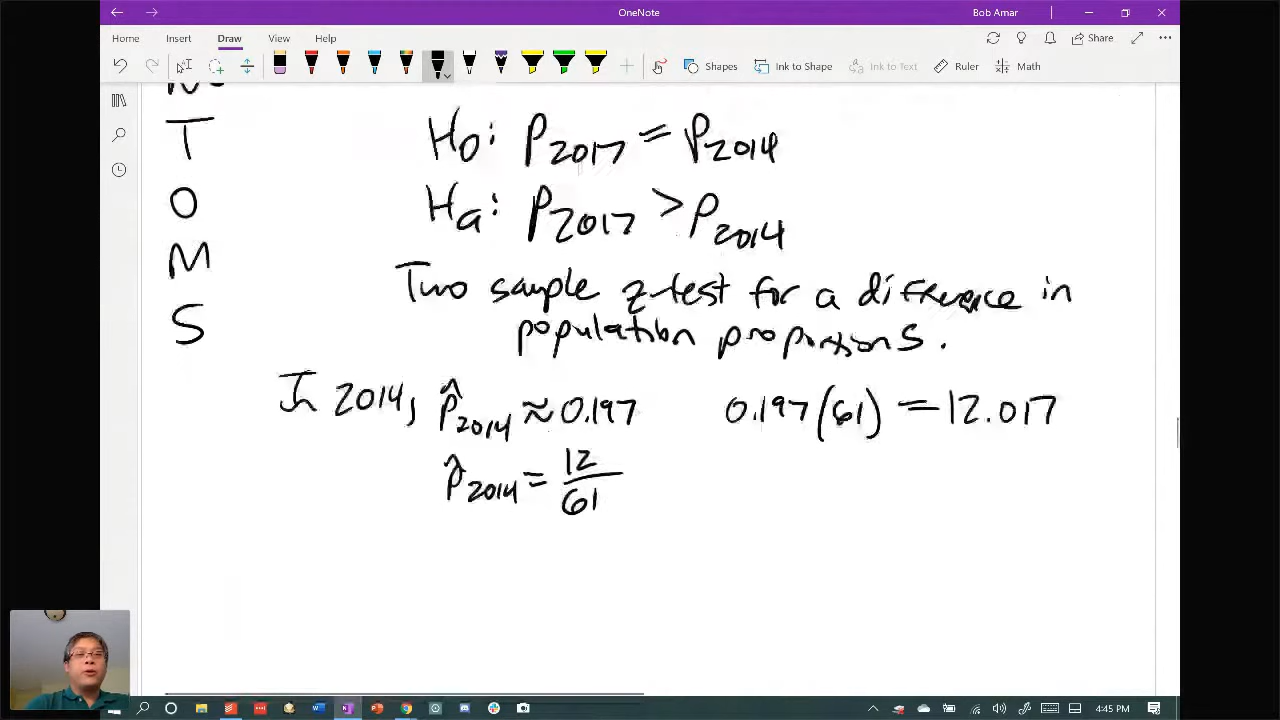 OneNote
Bob Amar
Home Insert Draw View Help
Share
Shapes Ink to Shape Ink to Text Ruler Math
T
O
M
S
H0: P2017 = P2014
Ha: P2017 > P2014
Two sample z-test for a difference in
population proportions.
In 2014, p̂2014 ≈ 0.197 0.197(61) = 12.017
p̂2014 = 12/61
4:45 PM